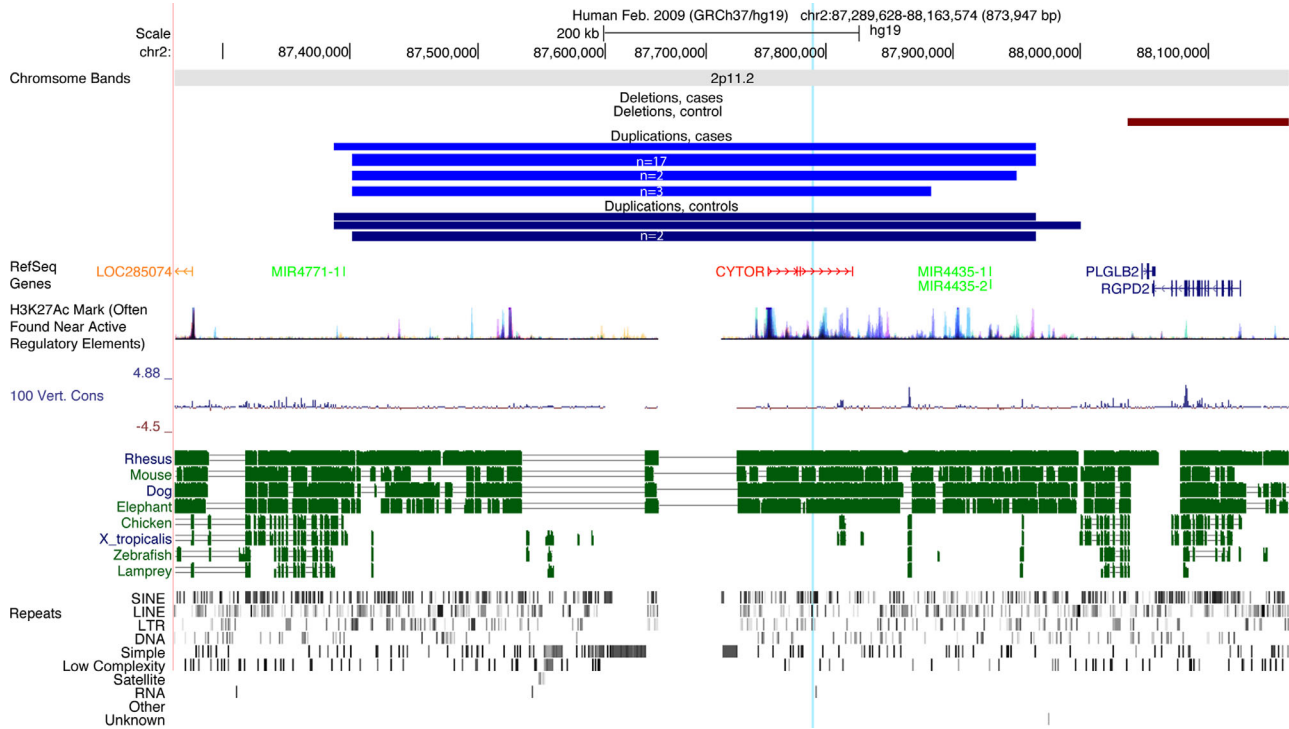 Human Feb. 2009 (GRCh37/hg19) chr2:87,289,628-88,163,574 (873,947 bp)
Scale 200 kb hg19
chr2: 87,400,000 87,500,000 87,600,000 87,700,000 87,800,000 87,900,000 88,000,000 88,100,000
Chromsome Bands 2p11.2
Deletions, cases
Deletions, control
Duplications, cases
n=17
n=2
n=3
Duplications, controls
n=2
RefSeq
Genes
LOC285074 MIR4771-1 CYTOR MIR4435-1 PLGLB2
MIR4435-2 RGPD2
H3K27Ac Mark (Often
Found Near Active
Regulatory Elements)
4.88
100 Vert. Cons
-4.5
Rhesus
Mouse
Dog
Elephant
Chicken
X_tropicalis
Zebrafish
Lamprey
Repeats
SINE
LINE
LTR
DNA
Simple
Low Complexity
Satellite
RNA
Other
Unknown